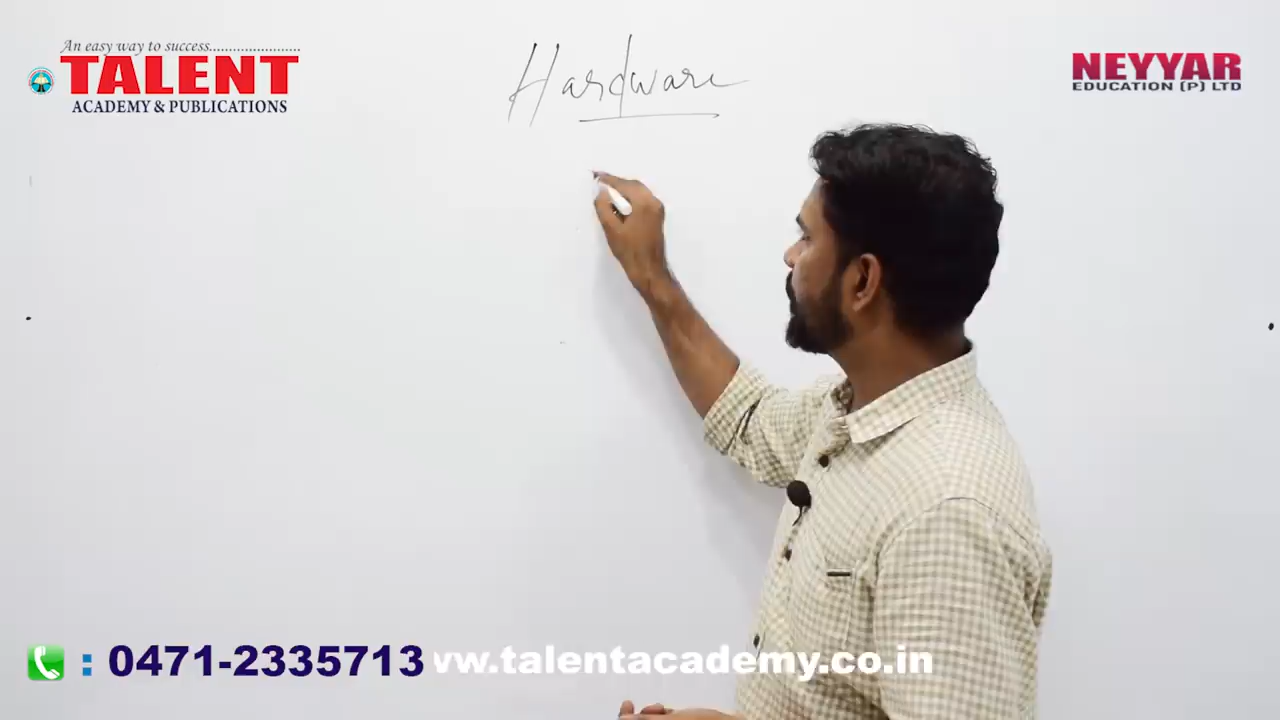 An easy way to success......................
TALENT
ACADEMY & PUBLICATIONS
NEYYAR
EDUCATION (P) LTD
Hardware
: 0471-2335713
vw.talentacademy.co.in